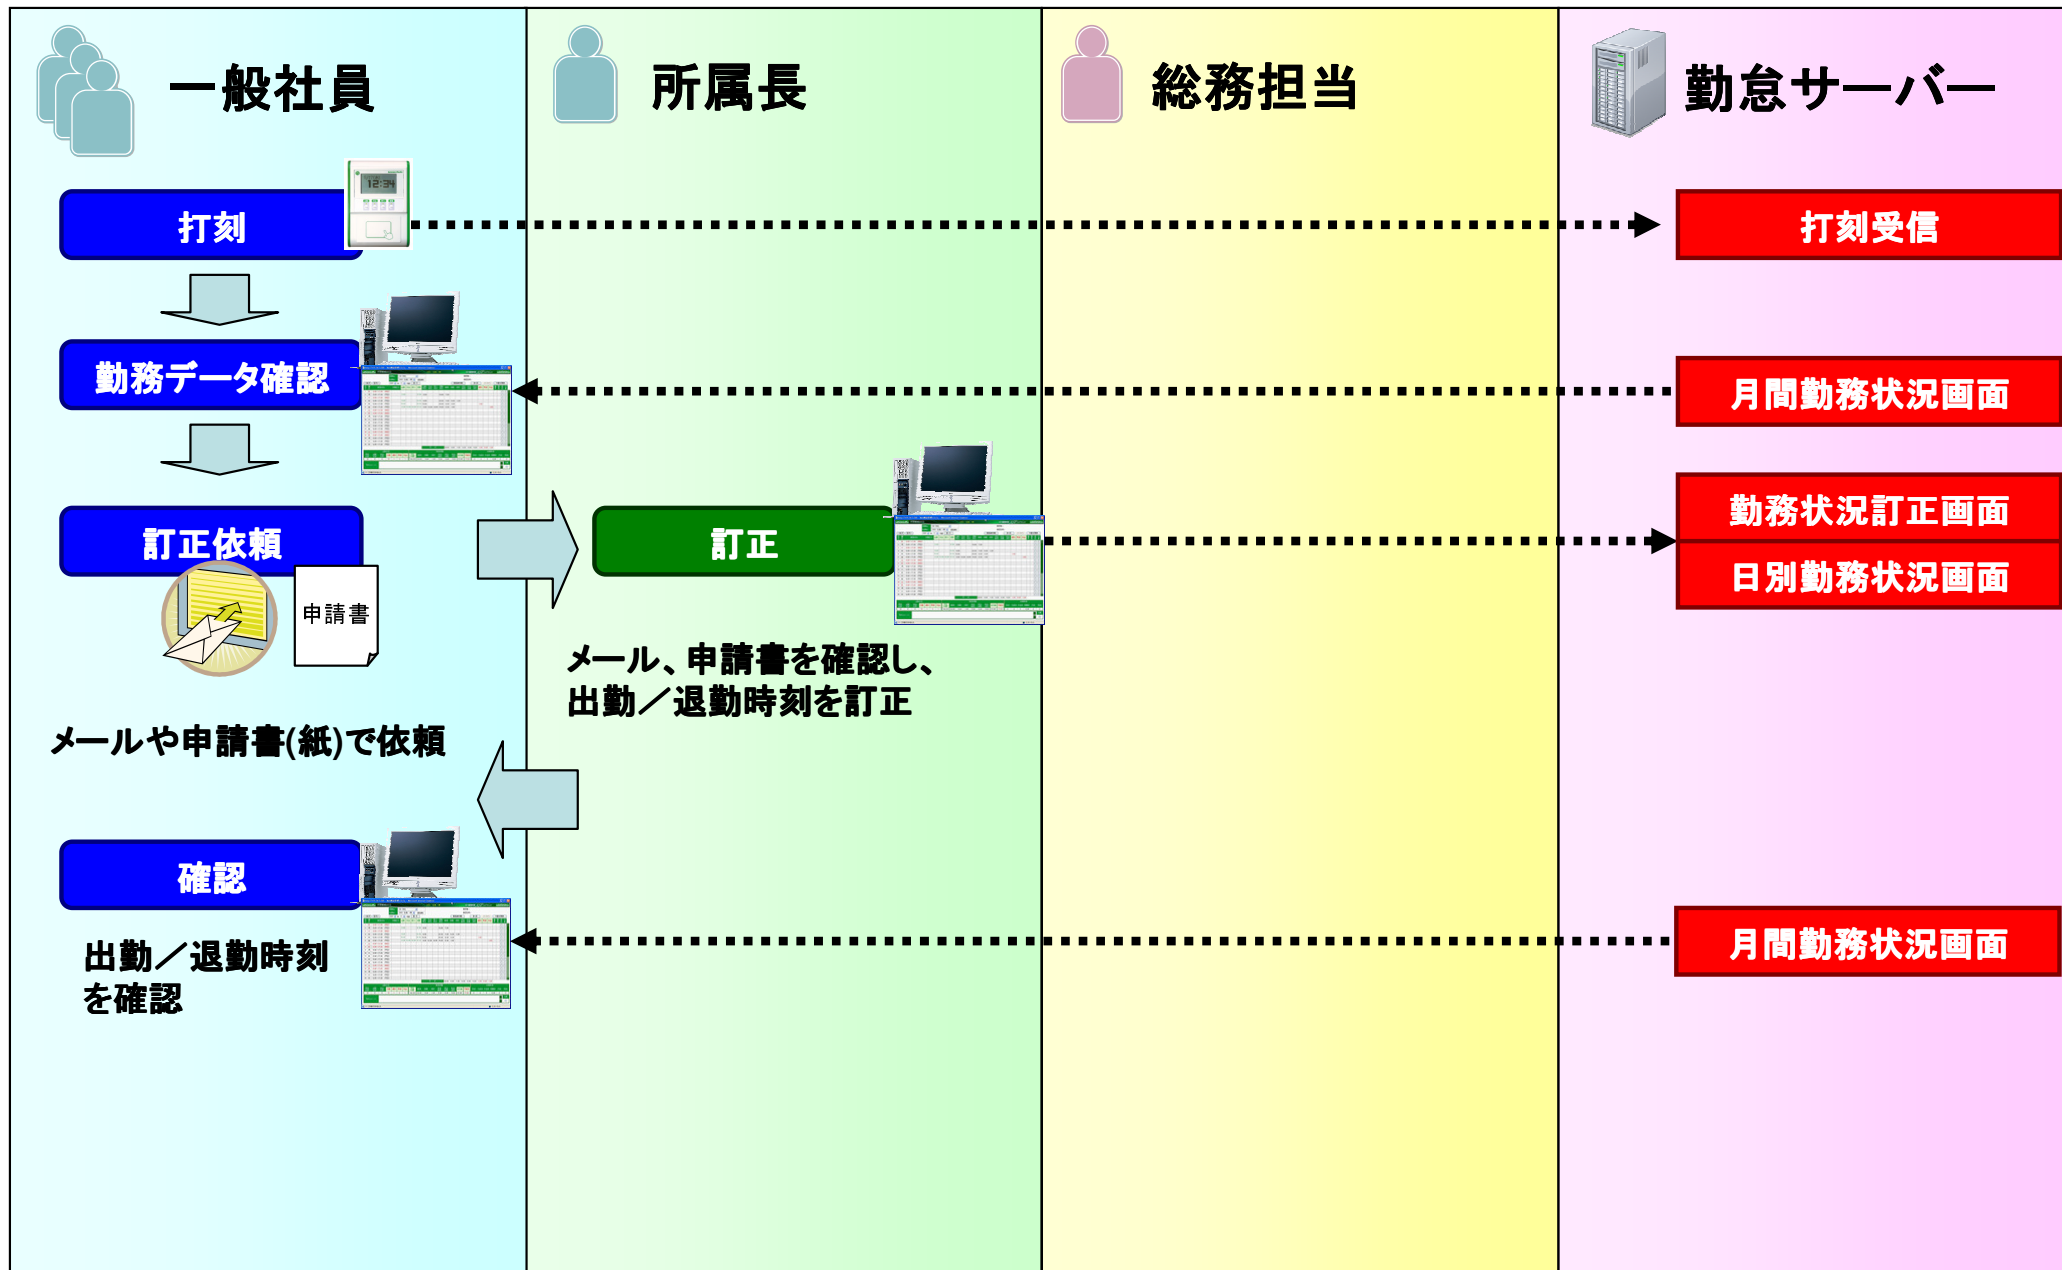 一般社員
所属長
総務担当
勤怠サーバー
打刻
12:34
打刻受信
勤務データ確認
月間勤務状況画面
訂正依頼
申請書
メールや申請書(紙)で依頼
訂正
メール、申請書を確認し、
出勤／退勤時刻を訂正
勤務状況訂正画面
日別勤務状況画面
確認
出勤／退勤時刻
を確認
月間勤務状況画面